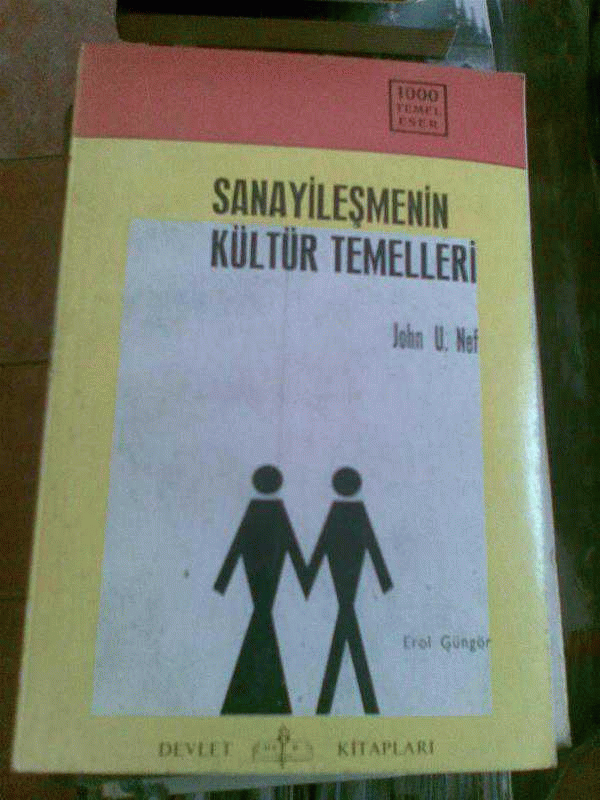 1000
TEMEL
ESER
SANAYİLEŞMENİN
KÜLTÜR TEMELLERİ
John U. Nef
Erol Güngör
DEVLET KİTAPLARI